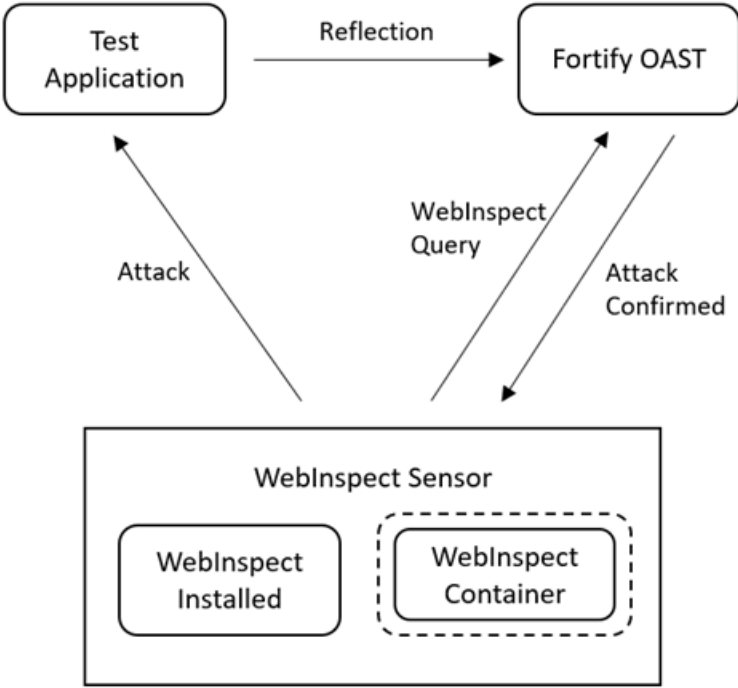 Test
Application
Reflection
Fortify OAST
WebInspect
Query
Attack
Attack
Confirmed
WebInspect Sensor
WebInspect
Installed
WebInspect
Container